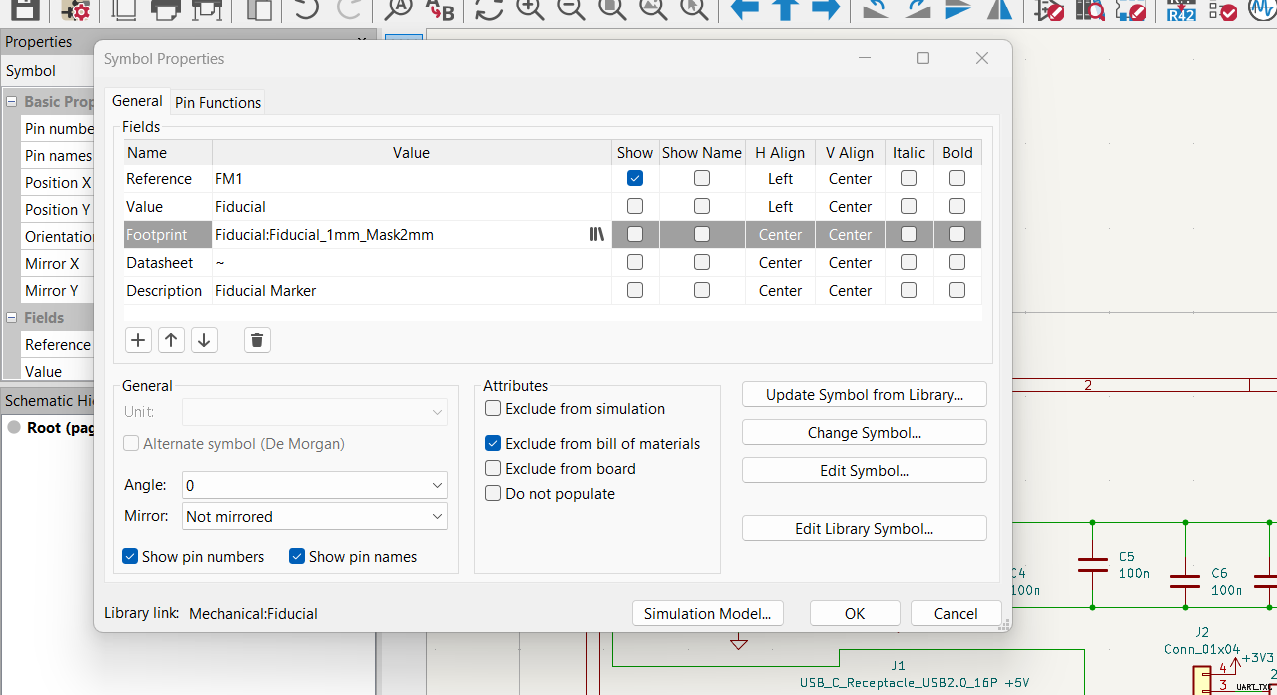 A
B
R42
Properties
Symbol
Basic Prop
Pin numbe
Pin names
Position X
Position Y
Orientation
Mirror X
Mirror Y
Fields
Reference
Value
Schematic Hi
Root (pag
Symbol Properties
General Pin Functions
Fields
Name Value Show Show Name H Align V Align Italic Bold
Reference FM1 Left Center
Value Fiducial Left Center
Footprint Fiducial:Fiducial_1mm_Mask2mm Center Center
Datasheet ~ Center Center
Description Fiducial Marker Center Center
General
Unit:
Alternate symbol (De Morgan)
Angle: 0
Mirror: Not mirrored
Show pin numbers Show pin names
Attributes
Exclude from simulation
Exclude from bill of materials
Exclude from board
Do not populate
Update Symbol from Library...
Change Symbol...
Edit Symbol...
Edit Library Symbol...
Library link: Mechanical:Fiducial
Simulation Model... OK Cancel
2
C4
100n
C5
100n
C6
100n
J2
Conn_01x04
+3V3
4
3
2
UART_TX
J1
USB_C_Receptacle_USB2.0_16P +5V